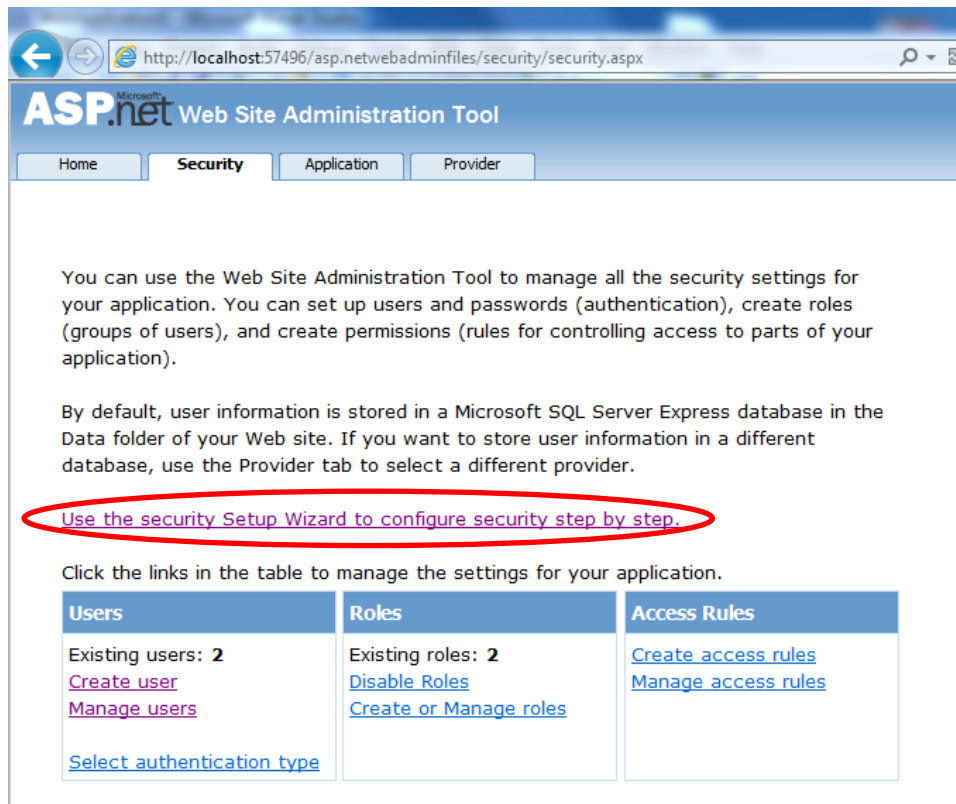 http://localhost:57496/asp.netwebadminfiles/security/security.aspx
Microsoft
ASP.net Web Site Administration Tool
Home Security Application Provider
You can use the Web Site Administration Tool to manage all the security settings for
your application. You can set up users and passwords (authentication), create roles
(groups of users), and create permissions (rules for controlling access to parts of your
application).
By default, user information is stored in a Microsoft SQL Server Express database in the
Data folder of your Web site. If you want to store user information in a different
database, use the Provider tab to select a different provider.
Use the security Setup Wizard to configure security step by step.
Click the links in the table to manage the settings for your application.
Users Roles Access Rules
Existing users: 2 Existing roles: 2 Create access rules
Create user Disable Roles Manage access rules
Manage users Create or Manage roles
Select authentication type